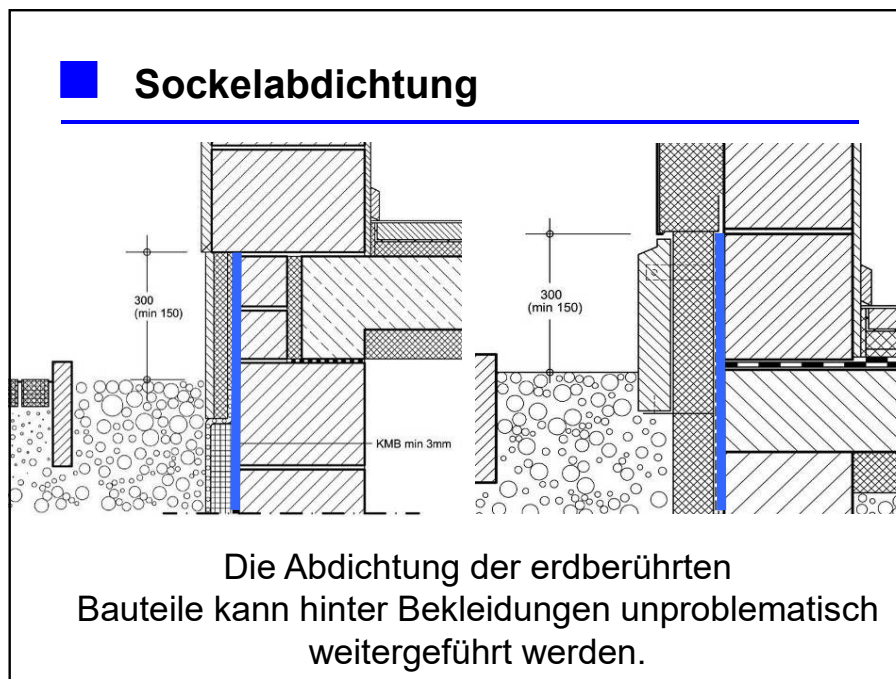 Sockelabdichtung
300
(min 150)
KMB min 3mm
300
(min 150)
Die Abdichtung der erdberührten
Bauteile kann hinter Bekleidungen unproblematisch
weitergeführt werden.